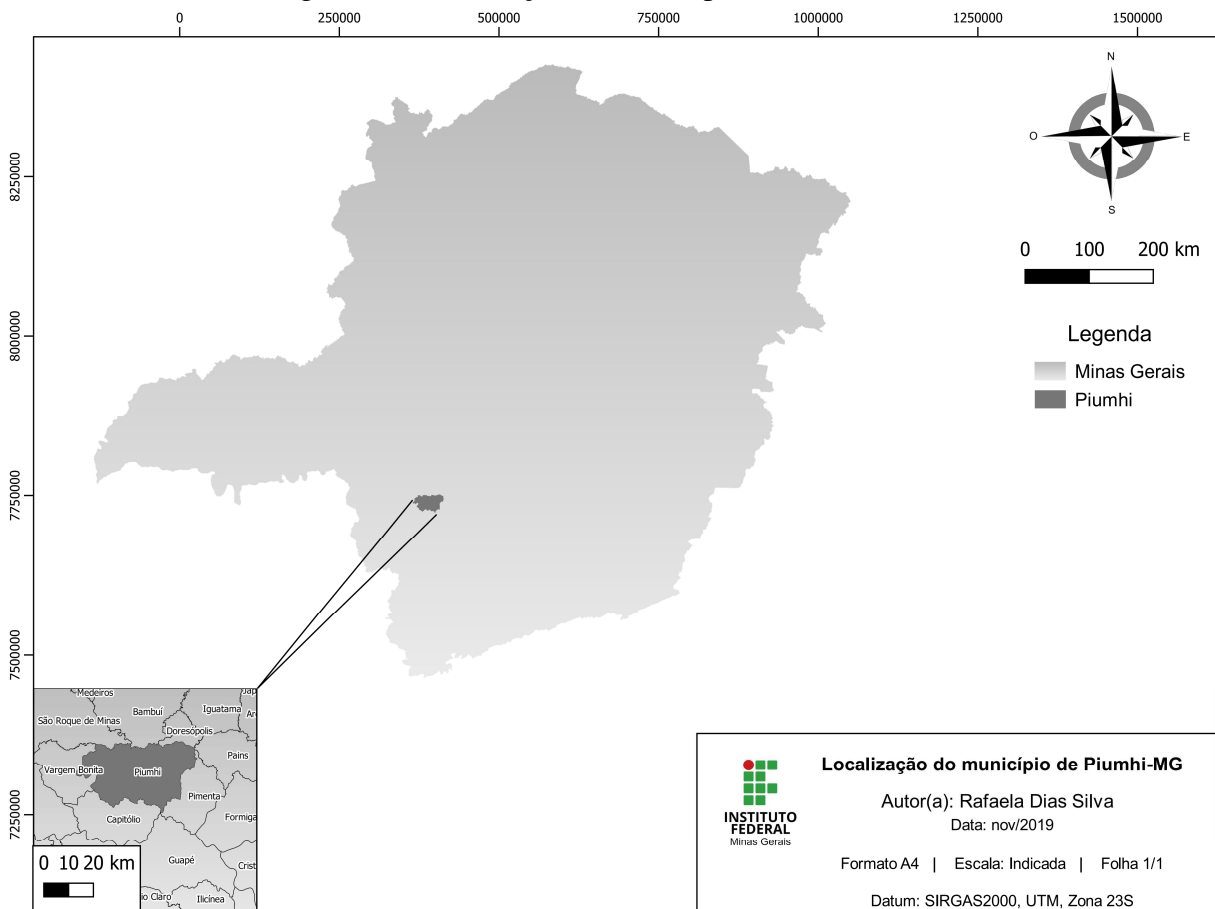 0 250000 500000 750000 1000000 1250000 1500000
8250000
8000000
7750000
7500000
7250000
N
O E
S
0 100 200 km
Legenda
Minas Gerais
Piumhi
Medeiros
São Roque de Minas
Bambuí
Iguatama
Doresópolis
Vargem Bonita
Piumhi
Pains
Pimenta
Capitólio
Formiga
Guapé
Crist
io Claro
Ilicínea
0 10 20 km
INSTITUTO
FEDERAL
Minas Gerais
Localização do município de Piumhi-MG
Autor(a): Rafaela Dias Silva
Data: nov/2019
Formato A4 | Escala: Indicada | Folha 1/1
Datum: SIRGAS2000, UTM, Zona 23S